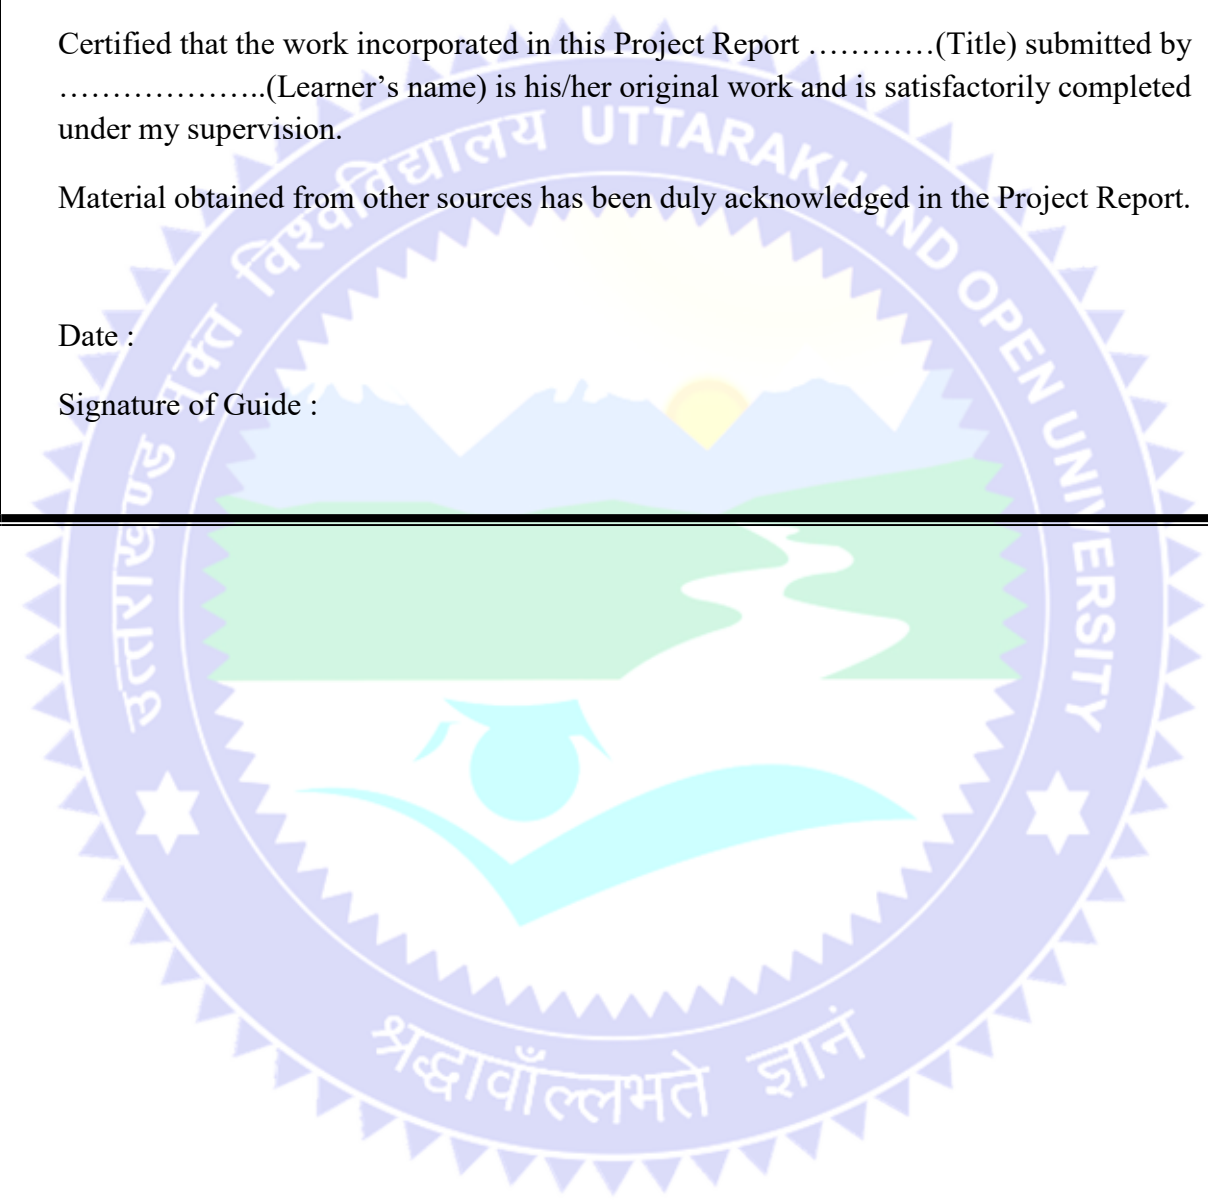 Certified that the work incorporated in this Project Report …………(Title) submitted by
………………..(Learner’s name) is his/her original work and is satisfactorily completed
under my supervision.
Material obtained from other sources has been duly acknowledged in the Project Report.
Date :
Signature of Guide :
उत्तराखण्ड मुक्त विश्वविद्यालय UTTARAKHAND OPEN UNIVERSITY
श्रद्धावाँल्लभते ज्ञानं